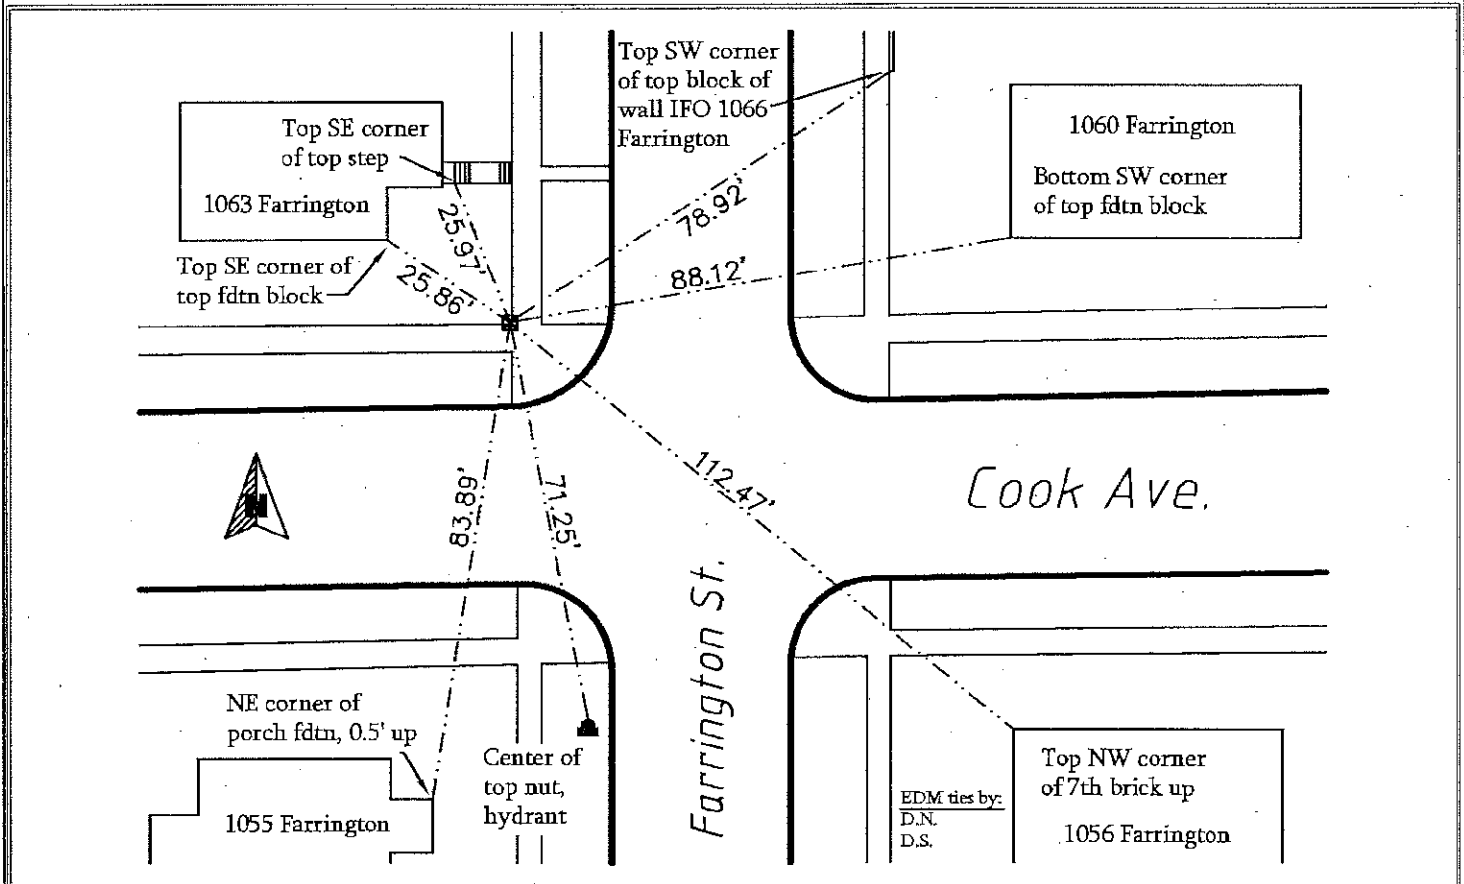 Top SW corner
of top block of
wall IFO 1066
Farrington
1060 Farrington
Bottom SW corner
of top fdtn block
Top SE corner
of top step
1063 Farrington
Top SE corner of
top fdtn block
25.97'
25.86'
78.92'
88.12'
N
83.89'
71.25'
112.47'
Cook Ave.
Farrington St.
NE corner of
porch fdtn, 0.5' up
1055 Farrington
Center of
top nut,
hydrant
EDM ties by:
D.N.
D.S.
Top NW corner
of 7th brick up
1056 Farrington